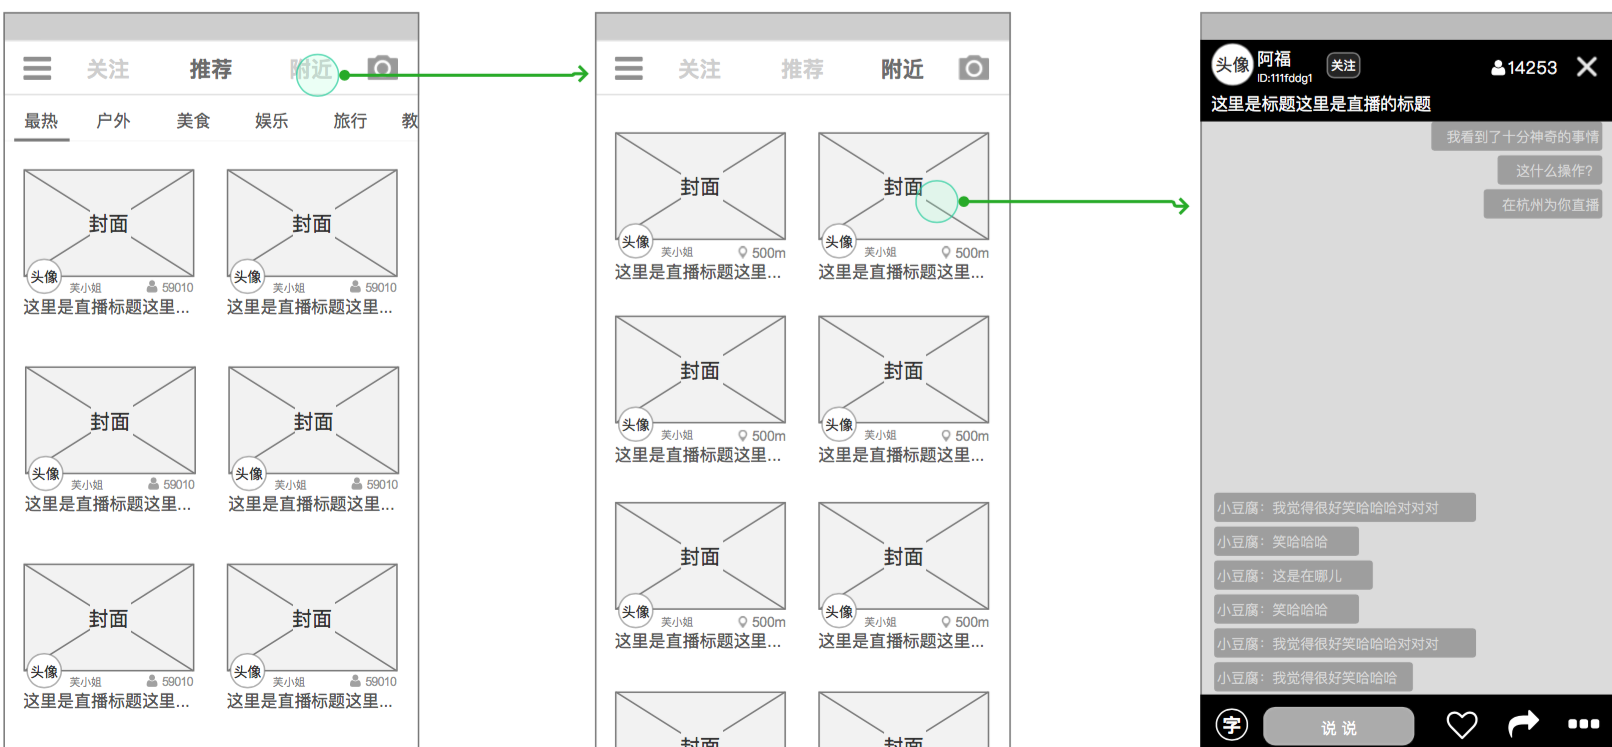 关注 推荐 附近
最热 户外 美食 娱乐 旅行 教
封面 封面
头像 芙小姐 59010 头像 芙小姐 59010
这里是直播标题这里... 这里是直播标题这里...
封面 封面
头像 芙小姐 59010 头像 芙小姐 59010
这里是直播标题这里... 这里是直播标题这里...
封面 封面
头像 芙小姐 59010 头像 芙小姐 59010
这里是直播标题这里... 这里是直播标题这里...
关注 推荐 附近
封面 封面
头像 芙小姐 500m 头像 芙小姐 500m
这里是直播标题这里... 这里是直播标题这里...
封面 封面
头像 芙小姐 500m 头像 芙小姐 500m
这里是直播标题这里... 这里是直播标题这里...
封面 封面
头像 芙小姐 500m 头像 芙小姐 500m
这里是直播标题这里... 这里是直播标题这里...
封面 封面
头像 阿福 关注 14253
ID:111fddg1
这里是标题这里是直播的标题
我看到了十分神奇的事情
这什么操作?
在杭州为你直播
小豆腐：我觉得很好笑哈哈哈对对对
小豆腐：笑哈哈哈
小豆腐：这是在哪儿
小豆腐：笑哈哈哈
小豆腐：我觉得很好笑哈哈哈对对对
小豆腐：我觉得很好笑哈哈哈
字 说 说